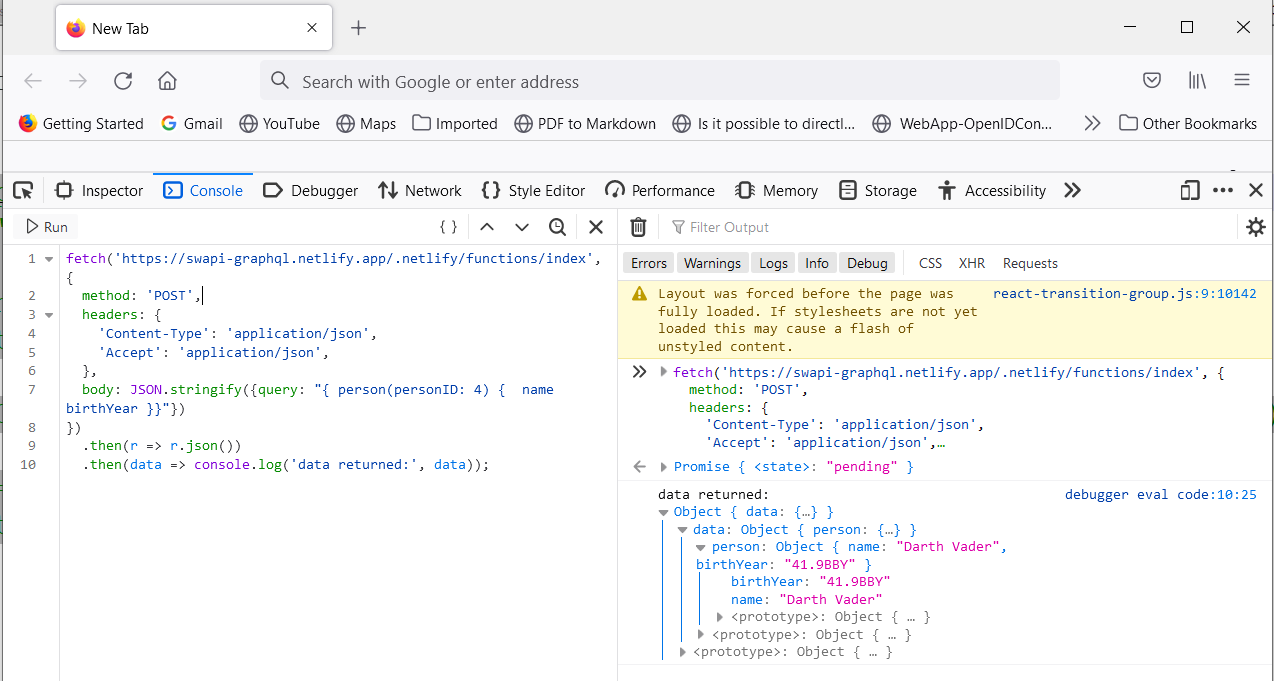 New Tab
Search with Google or enter address
Getting Started Gmail YouTube Maps Imported PDF to Markdown Is it possible to directl... WebApp-OpenIDCon... Other Bookmarks
Inspector Console Debugger Network Style Editor Performance Memory Storage Accessibility
Run { } Filter Output
1 fetch('https://swapi-graphql.netlify.app/.netlify/functions/index',
{
2 method: 'POST',
3 headers: {
4 'Content-Type': 'application/json',
5 'Accept': 'application/json',
6 },
7 body: JSON.stringify({query: "{ person(personID: 4) {  name
birthYear }}"})
8 })
9 .then(r => r.json())
10 .then(data => console.log('data returned:', data));
Errors Warnings Logs Info Debug CSS XHR Requests
Layout was forced before the page was react-transition-group.js:9:10142
fully loaded. If stylesheets are not yet
loaded this may cause a flash of
unstyled content.
fetch('https://swapi-graphql.netlify.app/.netlify/functions/index', {
method: 'POST',
headers: {
'Content-Type': 'application/json',
'Accept': 'application/json',…
Promise { <state>: "pending" }
data returned: debugger eval code:10:25
Object { data: {…} }
data: Object { person: {…} }
person: Object { name: "Darth Vader",
birthYear: "41.9BBY" }
birthYear: "41.9BBY"
name: "Darth Vader"
<prototype>: Object { … }
<prototype>: Object { … }
<prototype>: Object { … }